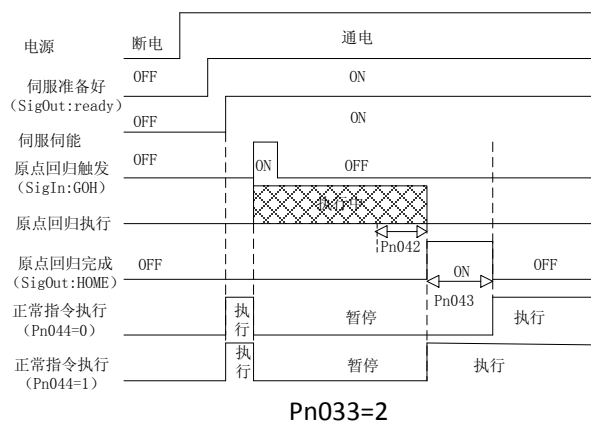 电源 断电 通电
伺服准备好 OFF ON
(SigOut:ready)
伺服伺能 OFF ON
原点回归触发 OFF ON OFF
(SigIn:GOH)
原点回归执行 执行中
Pn042
原点回归完成 OFF ON OFF
(SigOut:HOME)
Pn043
正常指令执行 执行 暂停 执行
(Pn044=0)
正常指令执行 执行 暂停 执行
(Pn044=1)
Pn033=2